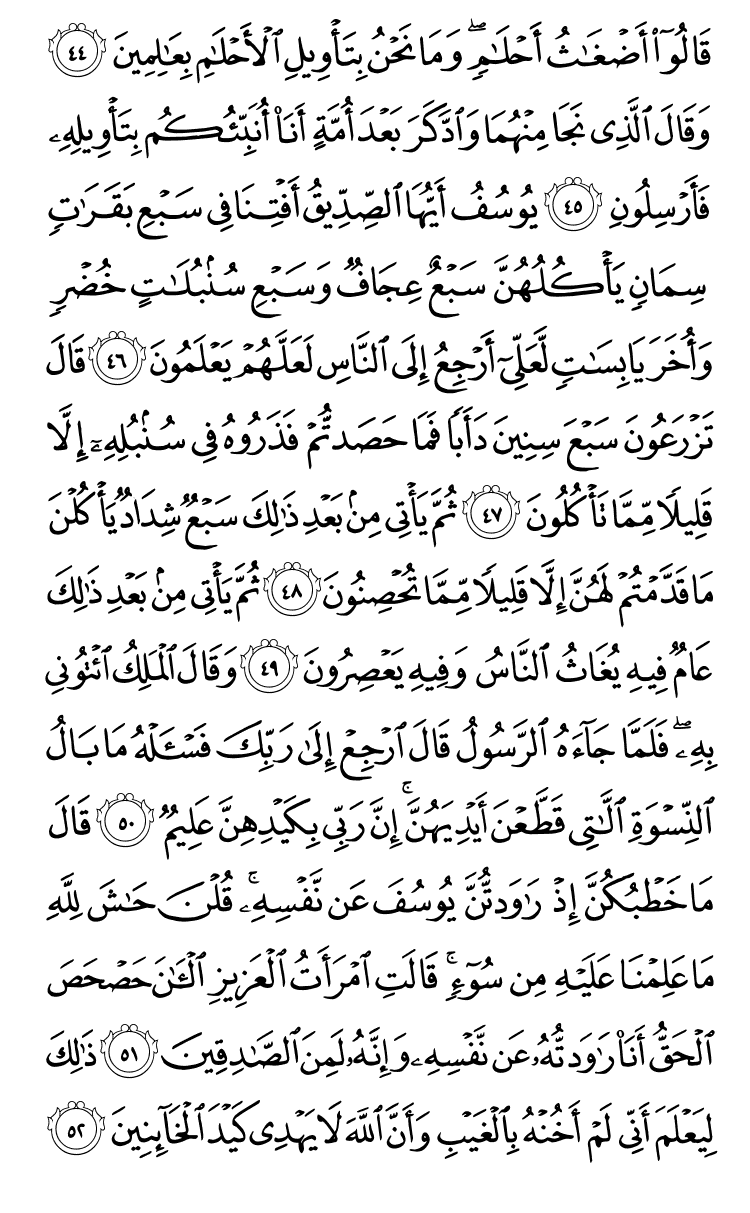 قَالُوٓا۟ أَضْغَٰثُ أَحْلَٰمٍۢ ۖ وَمَا نَحْنُ بِتَأْوِيلِ ٱلْأَحْلَٰمِ بِعَٰلِمِينَ ٤٤
وَقَالَ ٱلَّذِى نَجَا مِنْهُمَا وَٱدَّكَرَ بَعْدَ أُمَّةٍ أَنَا۠ أُنَبِّئُكُم بِتَأْوِيلِهِۦ
فَأَرْسِلُونِ ٤٥ يُوسُفُ أَيُّهَا ٱلصِّدِّيقُ أَفْتِنَا فِى سَبْعِ بَقَرَٰتٍۢ
سِمَانٍۢ يَأْكُلُهُنَّ سَبْعٌ عِجَافٌۭ وَسَبْعِ سُنۢبُلَٰتٍ خُضْرٍۢ
وَأُخَرَ يَابِسَٰتٍۢ لَّعَلِّىٓ أَرْجِعُ إِلَى ٱلنَّاسِ لَعَلَّهُمْ يَعْلَمُونَ ٤٦ قَالَ
تَزْرَعُونَ سَبْعَ سِنِينَ دَأَبًۭا فَمَا حَصَدتُّمْ فَذَرُوهُ فِى سُنۢبُلِهِۦٓ إِلَّا
قَلِيلًۭا مِّمَّا تَأْكُلُونَ ٤٧ ثُمَّ يَأْتِى مِنۢ بَعْدِ ذَٰلِكَ سَبْعٌۭ شِدَادٌۭ يَأْكُلْنَ
مَا قَدَّمْتُمْ لَهُنَّ إِلَّا قَلِيلًۭا مِّمَّا تُحْصِنُونَ ٤٨ ثُمَّ يَأْتِى مِنۢ بَعْدِ ذَٰلِكَ
عَامٌۭ فِيهِ يُغَاثُ ٱلنَّاسُ وَفِيهِ يَعْصِرُونَ ٤٩ وَقَالَ ٱلْمَلِكُ ٱئْتُونِى
بِهِۦ ۖ فَلَمَّا جَآءَهُ ٱلرَّسُولُ قَالَ ٱرْجِعْ إِلَىٰ رَبِّكَ فَسْـَٔلْهُ مَا بَالُ
ٱلنِّسْوَةِ ٱلَّٰتِى قَطَّعْنَ أَيْدِيَهُنَّ ۚ إِنَّ رَبِّى بِكَيْدِهِنَّ عَلِيمٌۭ ٥٠ قَالَ
مَا خَطْبُكُنَّ إِذْ رَٰوَدتُّنَّ يُوسُفَ عَن نَّفْسِهِۦ ۚ قُلْنَ حَٰشَ لِلَّهِ
مَا عَلِمْنَا عَلَيْهِ مِن سُوٓءٍۢ ۚ قَالَتِ ٱمْرَأَتُ ٱلْعَزِيزِ ٱلْـَٰٔنَ حَصْحَصَ
ٱلْحَقُّ أَنَا۠ رَٰوَدتُّهُۥ عَن نَّفْسِهِۦ وَإِنَّهُۥ لَمِنَ ٱلصَّٰدِقِينَ ٥١ ذَٰلِكَ
لِيَعْلَمَ أَنِّى لَمْ أَخُنْهُ بِٱلْغَيْبِ وَأَنَّ ٱللَّهَ لَا يَهْدِى كَيْدَ ٱلْخَآئِنِينَ ٥٢